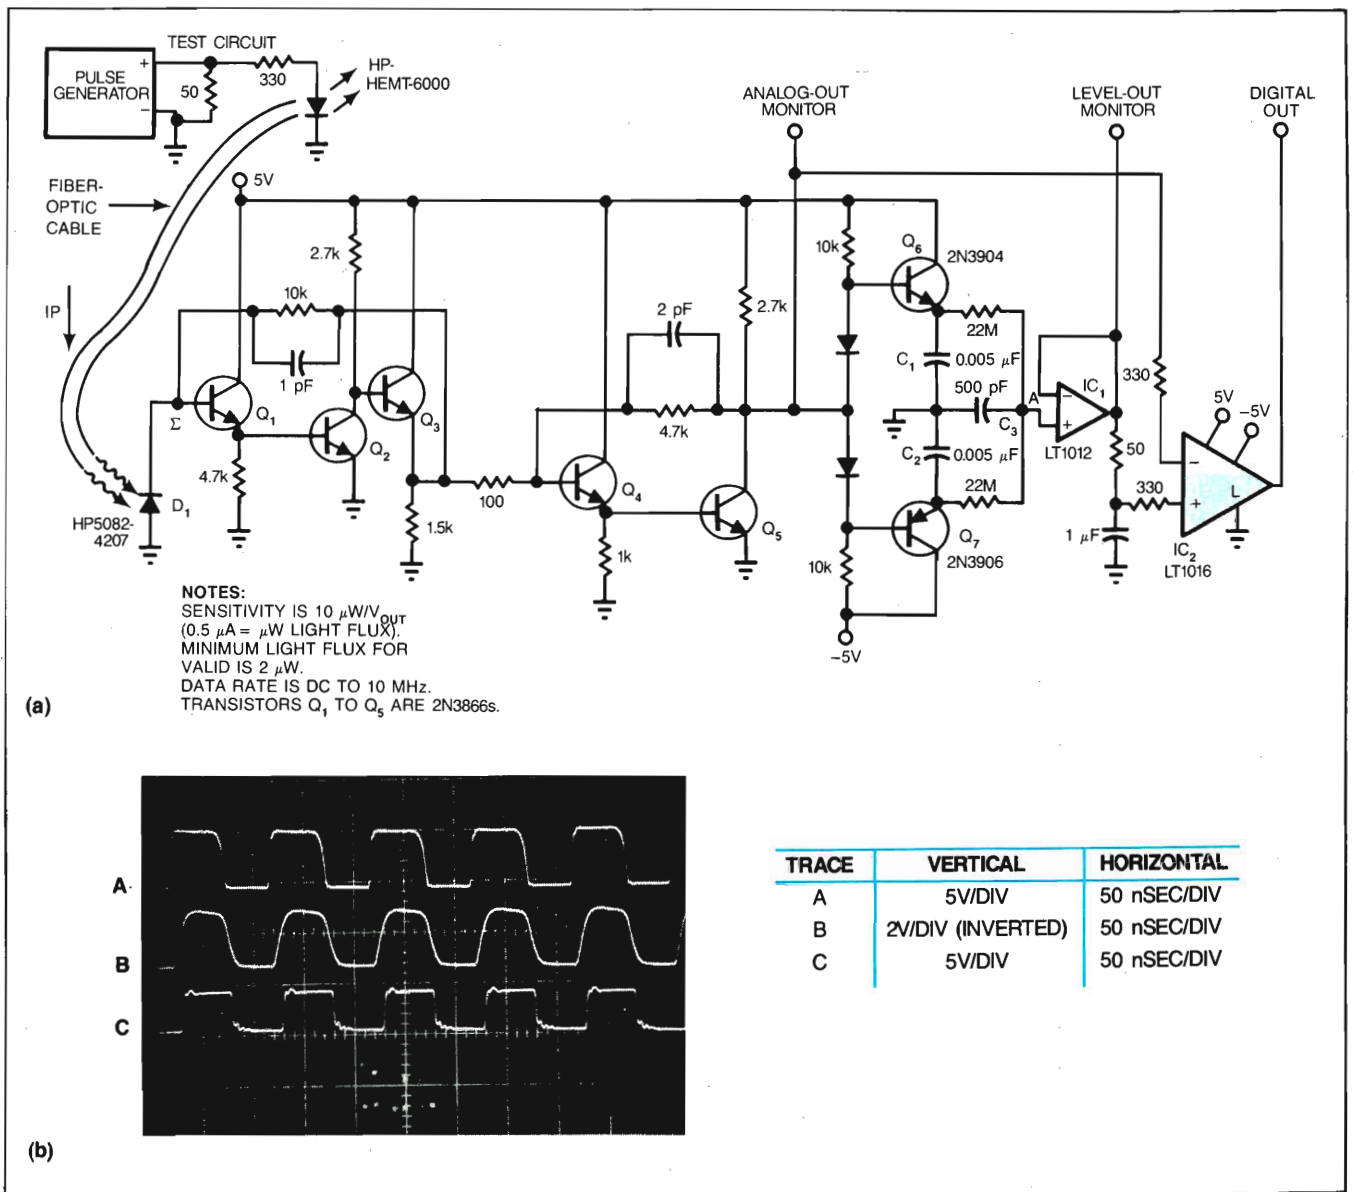 TEST CIRCUIT
PULSE
GENERATOR
+
−
50
330
HP-
HEMT-6000
FIBER-
OPTIC
CABLE
IP
5V
2.7k
10k
1 pF
Σ
Q1
Q2
Q3
4.7k
D1
HP5082-
4207
1.5k
100
2 pF
4.7k
2.7k
Q4
Q5
1k
ANALOG-OUT
MONITOR
LEVEL-OUT
MONITOR
DIGITAL
OUT
10k
Q6
2N3904
22M
C1 0.005 μF
500 pF
C3
A
IC1
−
+
LT1012
C2 0.005 μF
22M
Q7
2N3906
10k
−5V
330
50
330
1 μF
5V
−5V
−
+
L
IC2
LT1016
NOTES:
SENSITIVITY IS 10 μW/VOUT
(0.5 μA = μW LIGHT FLUX).
MINIMUM LIGHT FLUX FOR
VALID IS 2 μW.
DATA RATE IS DC TO 10 MHz.
TRANSISTORS Q1 TO Q5 ARE 2N3866s.
(a)
A
B
C
TRACE VERTICAL HORIZONTAL
A 5V/DIV 50 nSEC/DIV
B 2V/DIV (INVERTED) 50 nSEC/DIV
C 5V/DIV 50 nSEC/DIV
(b)